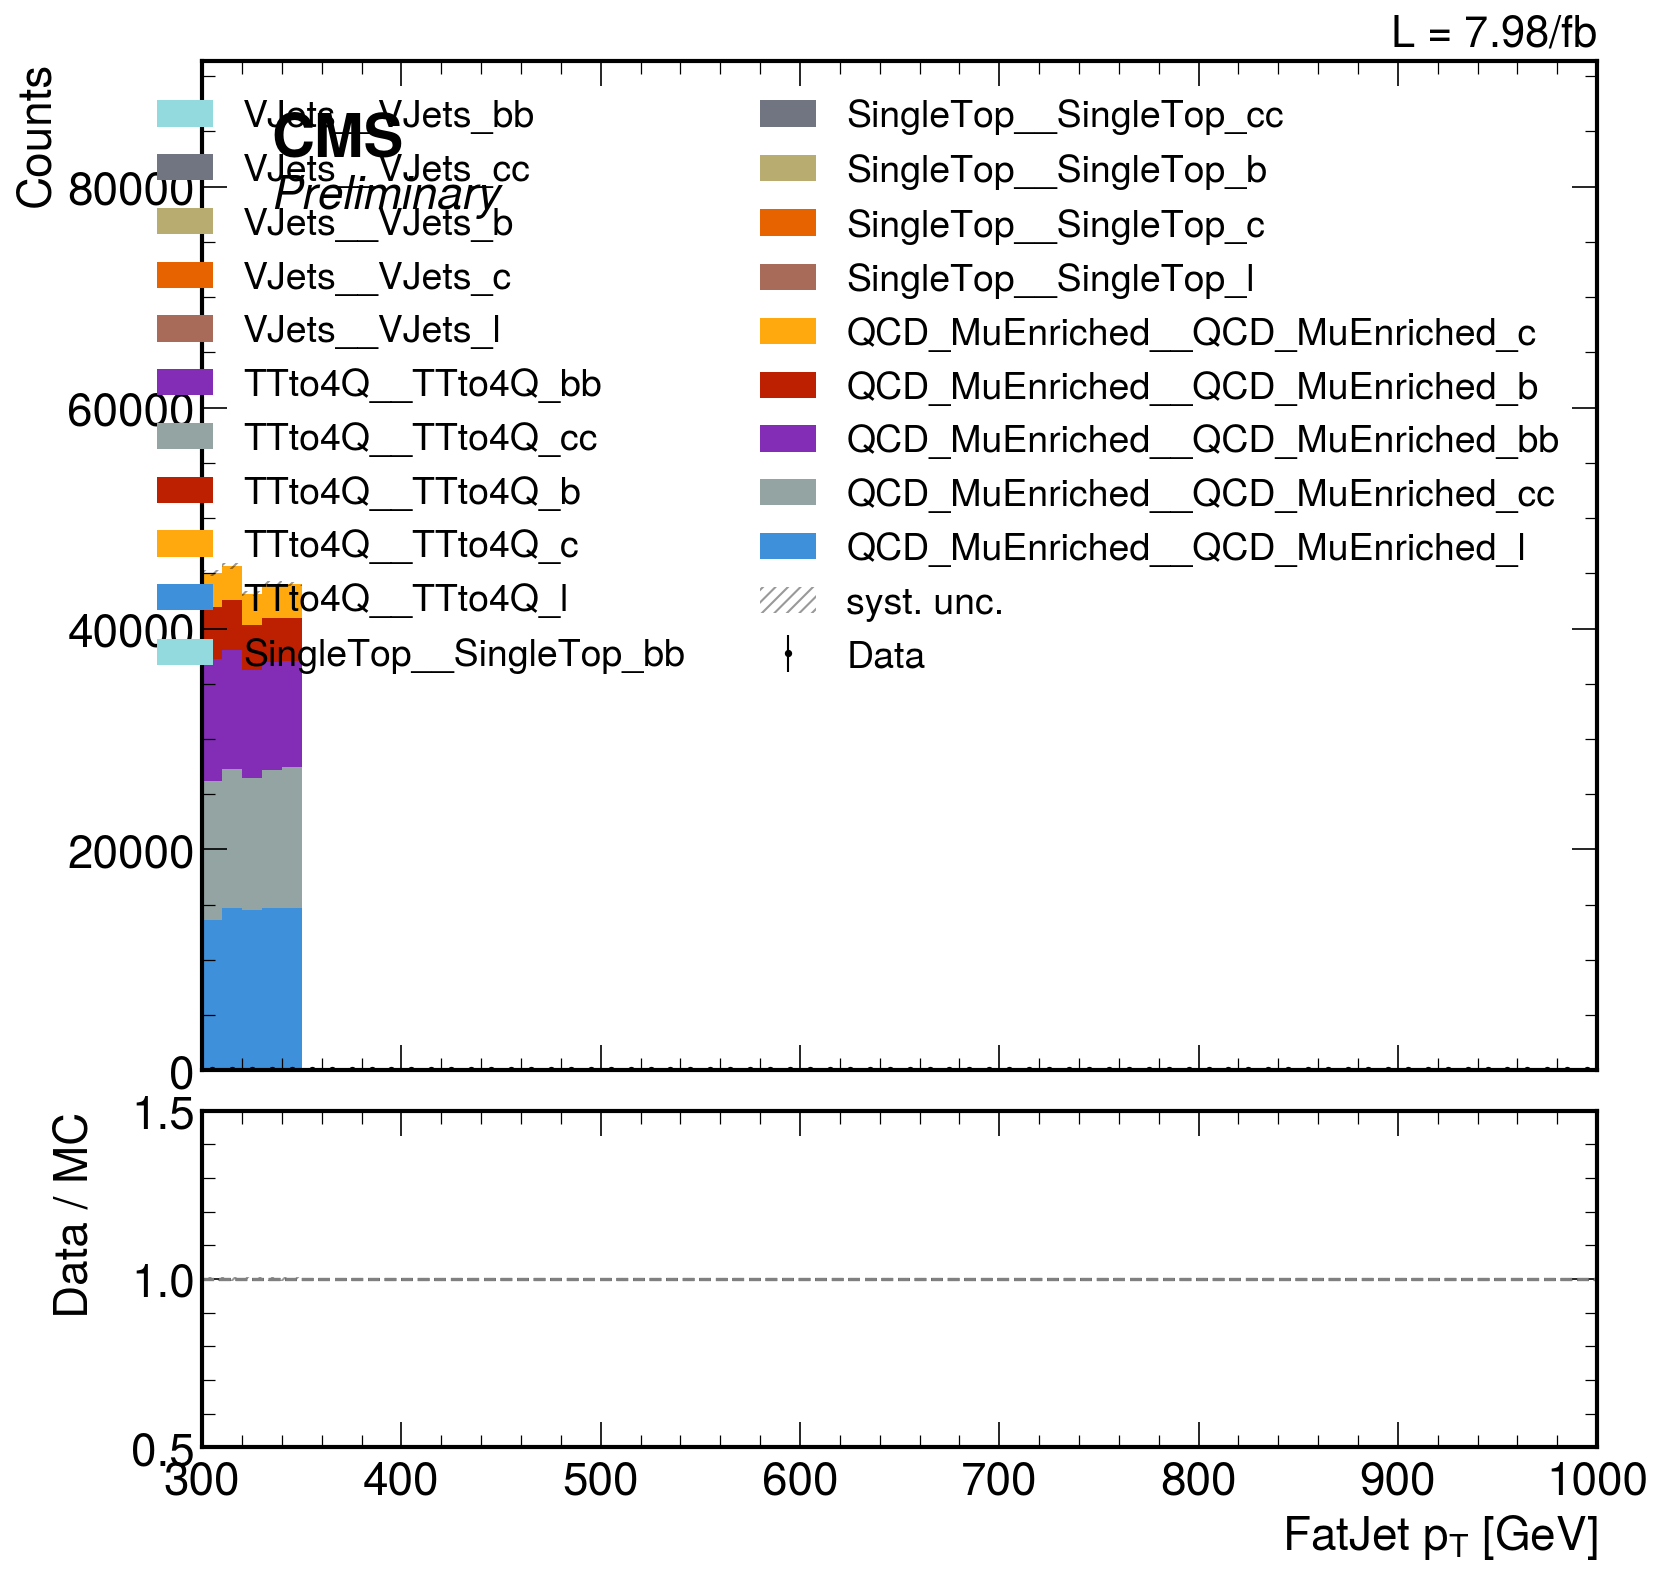 L = 7.98/fb
Counts
CMS
Preliminary
VJets__VJets_bb
VJets__VJets_cc
VJets__VJets_b
VJets__VJets_c
VJets__VJets_l
TTto4Q__TTto4Q_bb
TTto4Q__TTto4Q_cc
TTto4Q__TTto4Q_b
TTto4Q__TTto4Q_c
TTto4Q__TTto4Q_l
SingleTop__SingleTop_bb
SingleTop__SingleTop_cc
SingleTop__SingleTop_b
SingleTop__SingleTop_c
SingleTop__SingleTop_l
QCD_MuEnriched__QCD_MuEnriched_c
QCD_MuEnriched__QCD_MuEnriched_b
QCD_MuEnriched__QCD_MuEnriched_bb
QCD_MuEnriched__QCD_MuEnriched_cc
QCD_MuEnriched__QCD_MuEnriched_l
syst. unc.
Data
80000
60000
40000
20000
0
Data / MC
1.5
1.0
0.5
300 400 500 600 700 800 900 1000
FatJet p_T [GeV]